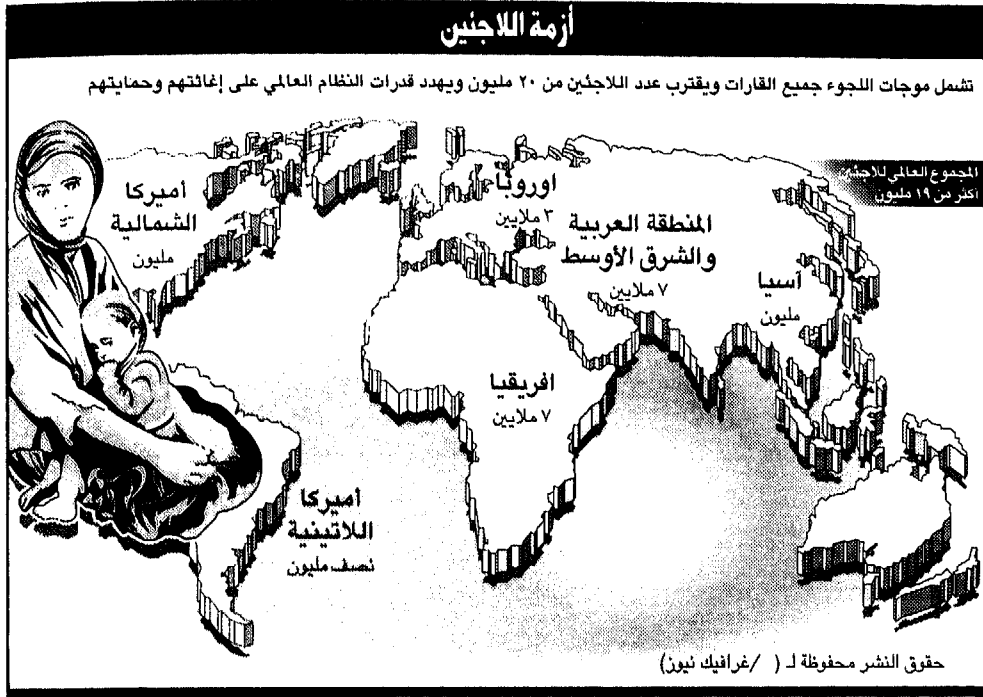 أزمة اللاجئين
تشمل موجات اللجوء جميع القارات ويقترب عدد اللاجئين من ٢٠ مليون ويهدد قدرات النظام العالمي على إغاثتهم وحمايتهم
المجموع العالمي للاجئين
اكثر من ١٩ مليون
أميركا
الشمالية
مليون
اوروبا
٣ ملايين
المنطقة العربية
والشرق الأوسط
٧ ملايين
آسيا
مليون
افريقيا
٧ ملايين
اميركا
اللاتينية
نصف مليون
حقوق النشر محفوظة لـ ( /غرافيك نيوز)